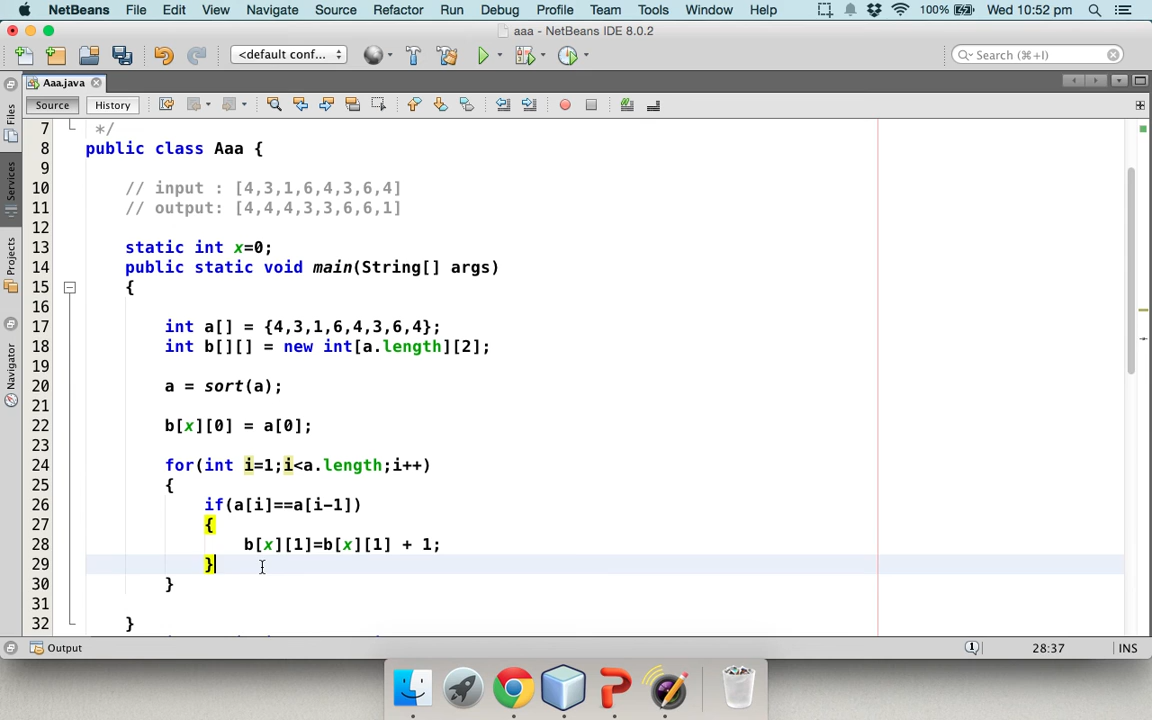 NetBeans File Edit View Navigate Source Refactor Run Debug Profile Team Tools Window Help 100% Wed 10:52 pm
aaa - NetBeans IDE 8.0.2
<default conf... Search (⌘+I)
Aaa.java
Source History
Files
Services
Projects
Navigator
7 */
8 public class Aaa {
9
10 // input : [4,3,1,6,4,3,6,4]
11 // output: [4,4,4,3,3,6,6,1]
12
13 static int x=0;
14 public static void main(String[] args)
15 {
16
17 int a[] = {4,3,1,6,4,3,6,4};
18 int b[][] = new int[a.length][2];
19
20 a = sort(a);
21
22 b[x][0] = a[0];
23
24 for(int i=1;i<a.length;i++)
25 {
26 if(a[i]==a[i-1])
27 {
28 b[x][1]=b[x][1] + 1;
29 }
30 }
31
32 }
Output 1 28:37 INS